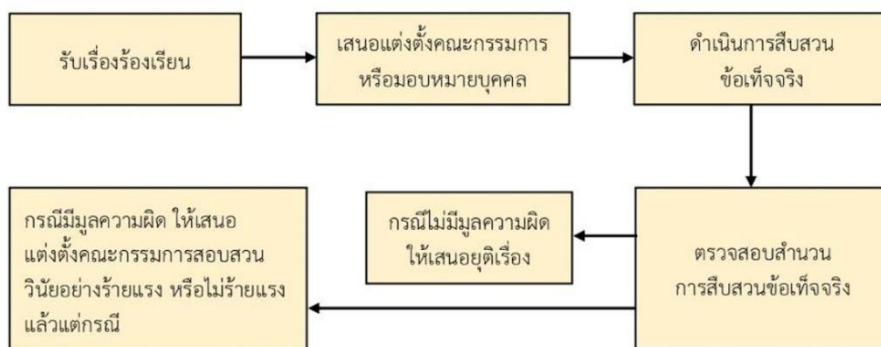 รับเรื่องร้องเรียน
เสนอแต่งตั้งคณะกรรมการ
หรือมอบหมายบุคคล
ดำเนินการสืบสวน
ข้อเท็จจริง
กรณีมีมูลความผิด ให้เสนอ
แต่งตั้งคณะกรรมการสอบสวน
วินัยอย่างร้ายแรง หรือไม่ร้ายแรง
แล้วแต่กรณี
กรณีไม่มีมูลความผิด
ให้เสนอยุติเรื่อง
ตรวจสอบสำนวน
การสืบสวนข้อเท็จจริง